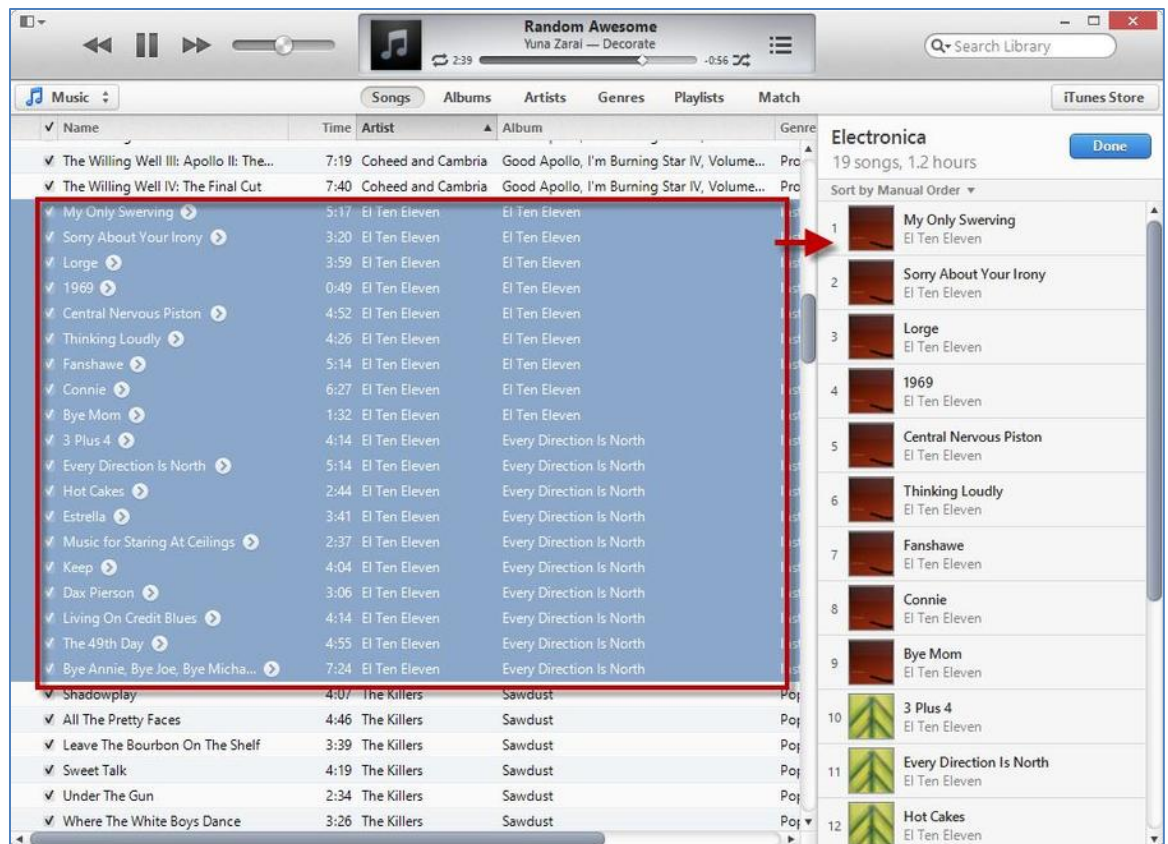 Random Awesome
Yuna Zarai — Decorate
2:39 -0:56
Search Library
Music Songs Albums Artists Genres Playlists Match iTunes Store
✓ Name Time Artist ▲ Album Genre
✓ The Willing Well III: Apollo II: The... 7:19 Coheed and Cambria Good Apollo, I'm Burning Star IV, Volume... Pro
✓ The Willing Well IV: The Final Cut 7:40 Coheed and Cambria Good Apollo, I'm Burning Star IV, Volume... Pro
✓ My Only Swerving 5:17 El Ten Eleven El Ten Eleven
✓ Sorry About Your Irony 3:20 El Ten Eleven El Ten Eleven
✓ Lorge 3:59 El Ten Eleven El Ten Eleven
✓ 1969 0:49 El Ten Eleven El Ten Eleven
✓ Central Nervous Piston 4:52 El Ten Eleven El Ten Eleven
✓ Thinking Loudly 4:26 El Ten Eleven El Ten Eleven
✓ Fanshawe 5:14 El Ten Eleven El Ten Eleven
✓ Connie 6:27 El Ten Eleven El Ten Eleven
✓ Bye Mom 1:32 El Ten Eleven El Ten Eleven
✓ 3 Plus 4 4:14 El Ten Eleven Every Direction Is North
✓ Every Direction Is North 5:14 El Ten Eleven Every Direction Is North
✓ Hot Cakes 2:44 El Ten Eleven Every Direction Is North
✓ Estrella 3:41 El Ten Eleven Every Direction Is North
✓ Music for Staring At Ceilings 2:37 El Ten Eleven Every Direction Is North
✓ Keep 4:04 El Ten Eleven Every Direction Is North
✓ Dax Pierson 3:06 El Ten Eleven Every Direction Is North
✓ Living On Credit Blues 4:14 El Ten Eleven Every Direction Is North
✓ The 49th Day 4:55 El Ten Eleven Every Direction Is North
✓ Bye Annie, Bye Joe, Bye Micha... 7:24 El Ten Eleven Every Direction Is North
✓ Shadowplay 4:07 The Killers Sawdust Pop
✓ All The Pretty Faces 4:46 The Killers Sawdust Pop
✓ Leave The Bourbon On The Shelf 3:39 The Killers Sawdust Pop
✓ Sweet Talk 4:19 The Killers Sawdust Pop
✓ Under The Gun 2:34 The Killers Sawdust Pop
✓ Where The White Boys Dance 3:26 The Killers Sawdust Pop
Electronica Done
19 songs, 1.2 hours
Sort by Manual Order ▼
1 My Only Swerving
El Ten Eleven
2 Sorry About Your Irony
El Ten Eleven
3 Lorge
El Ten Eleven
4 1969
El Ten Eleven
5 Central Nervous Piston
El Ten Eleven
6 Thinking Loudly
El Ten Eleven
7 Fanshawe
El Ten Eleven
8 Connie
El Ten Eleven
9 Bye Mom
El Ten Eleven
10 3 Plus 4
El Ten Eleven
11 Every Direction Is North
El Ten Eleven
12 Hot Cakes
El Ten Eleven